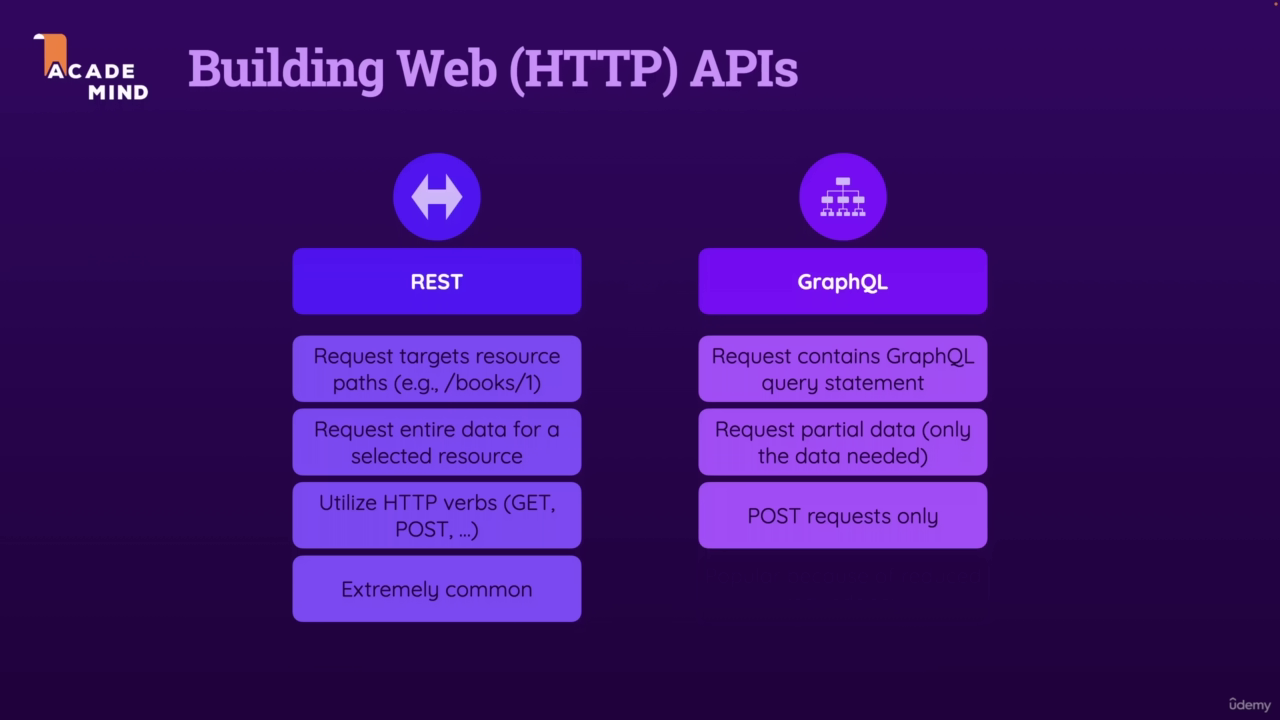 ACADE
MIND
Building Web (HTTP) APIs
REST
Request targets resource
paths (e.g., /books/1)
Request entire data for a
selected resource
Utilize HTTP verbs (GET,
POST, ...)
Extremely common
GraphQL
Request contains GraphQL
query statement
Request partial data (only
the data needed)
POST requests only
ûdemy